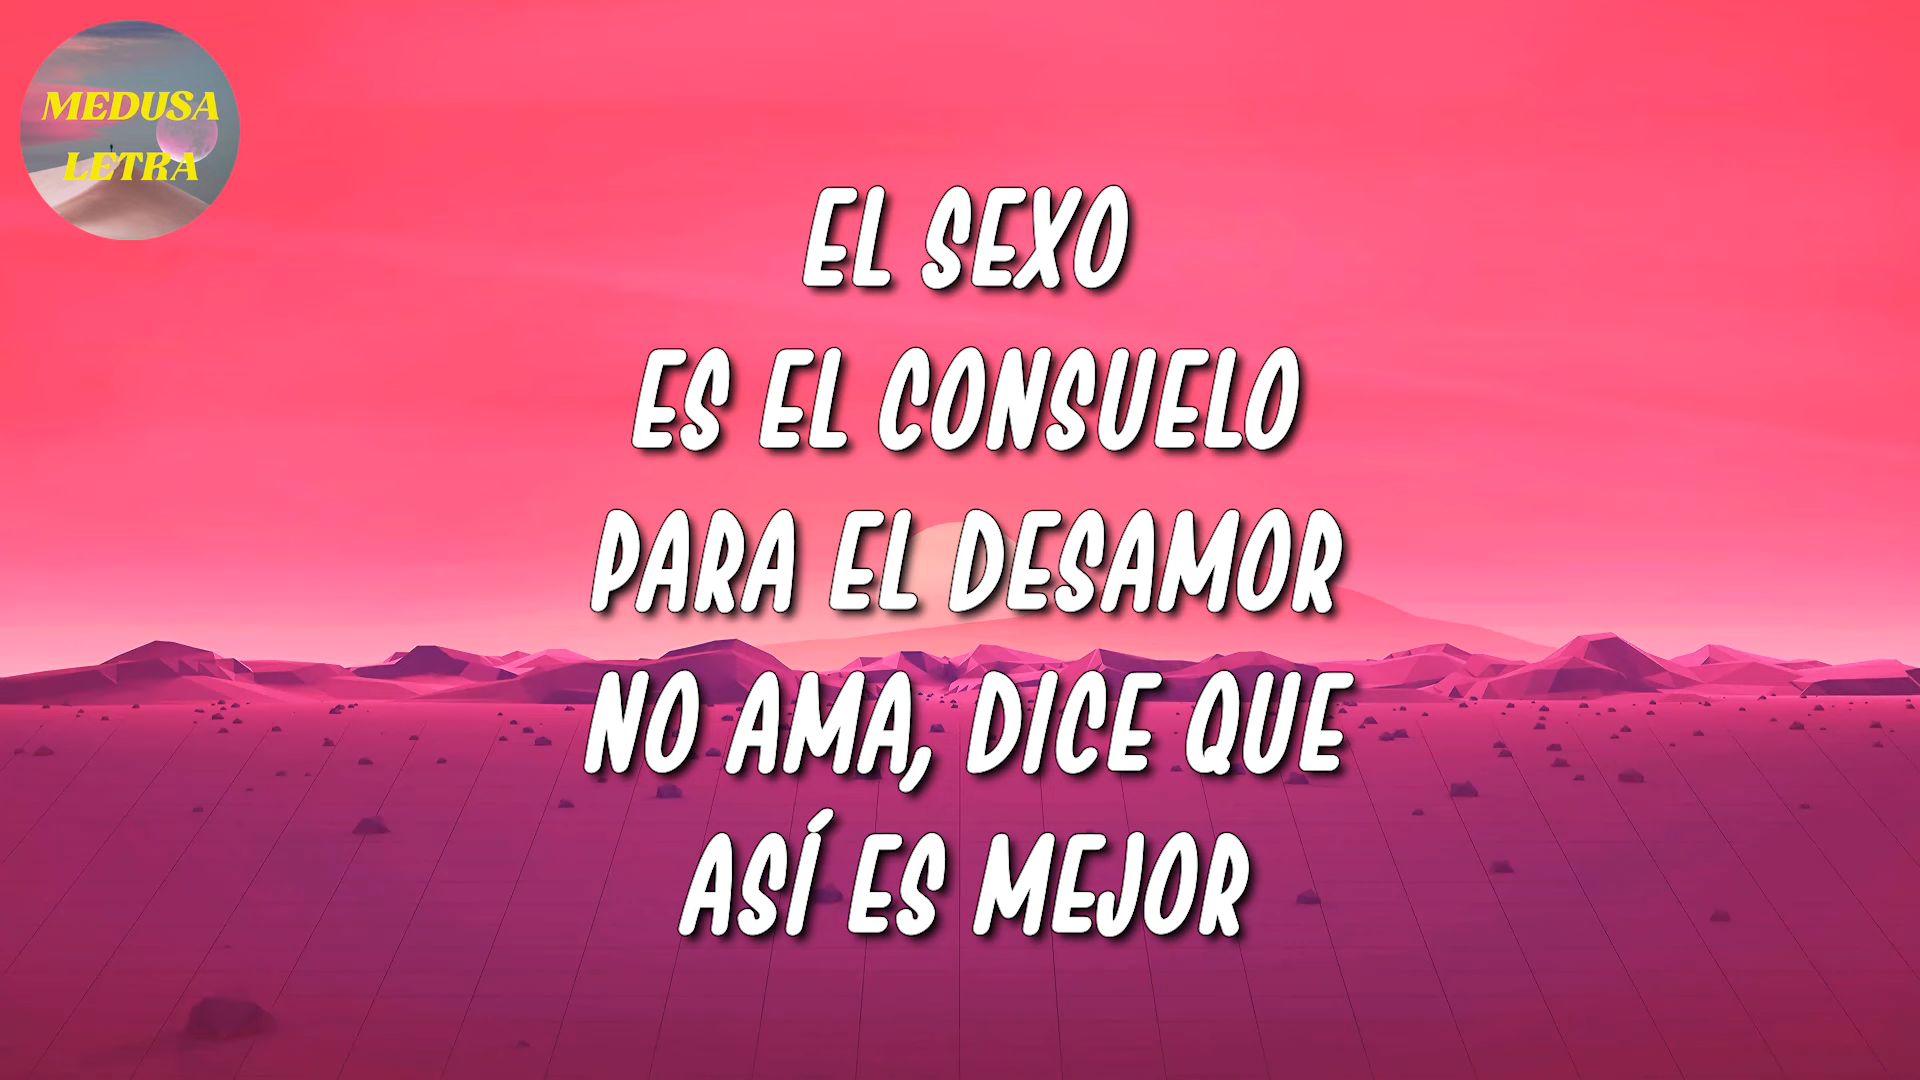 MEDUSA
LETRA
EL SEXO
ES EL CONSUELO
PARA EL DESAMOR
NO AMA, DICE QUE
ASÍ ES MEJOR